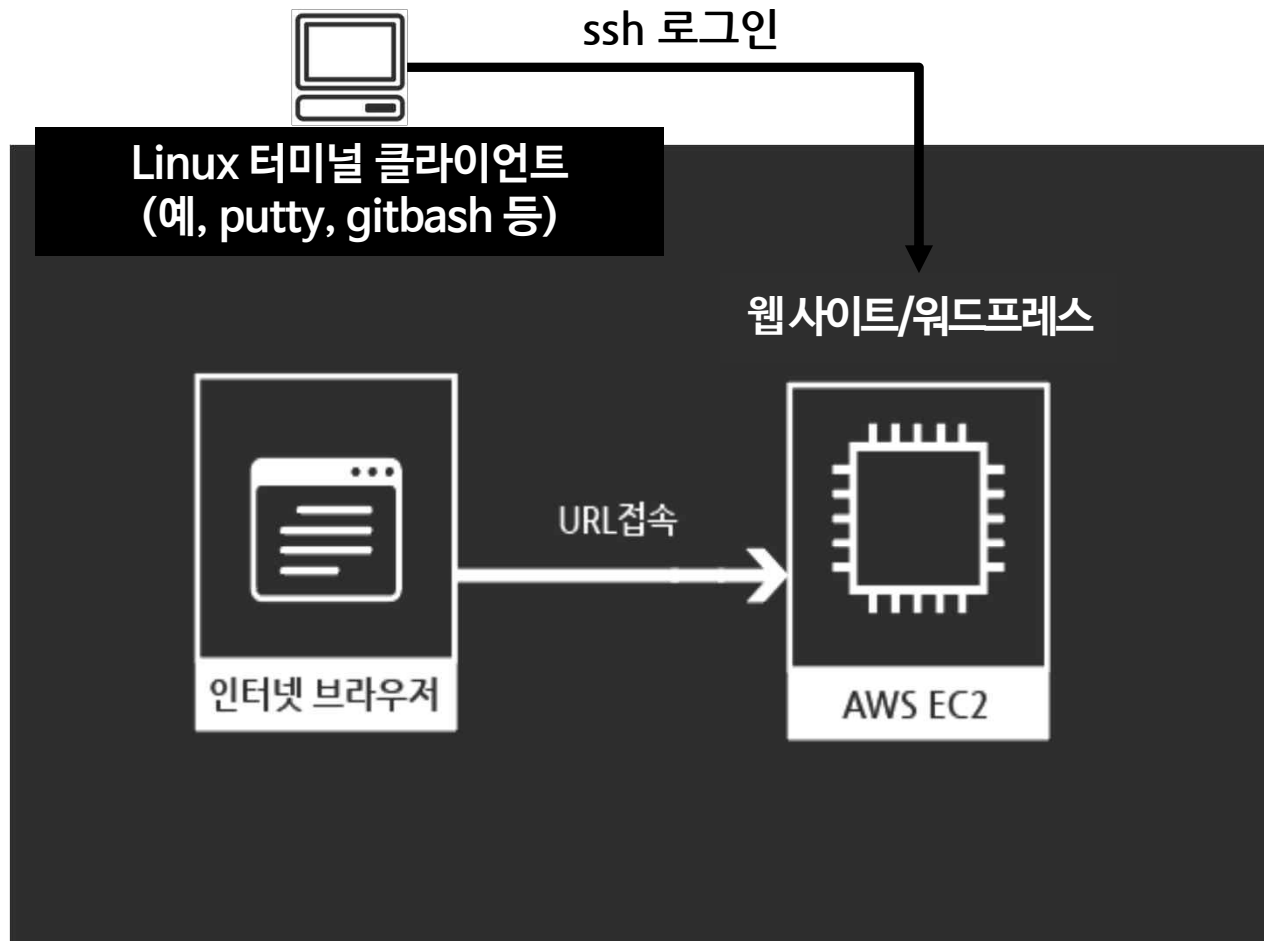 ssh 로그인
Linux 터미널 클라이언트
(예, putty, gitbash 등)
웹사이트/워드프레스
URL접속
인터넷 브라우저
AWS EC2